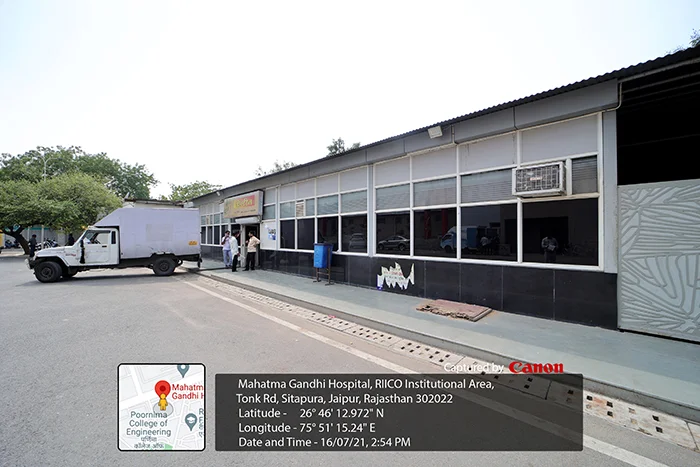 Captured by Canon
Mahatma
Gandhi H
Poornima
College of
Engineering
पूर्णिमा
कॉलेज ऑफ
Mahatma Gandhi Hospital, RIICO Institutional Area,
Tonk Rd, Sitapura, Jaipur, Rajasthan 302022
Latitude - 26° 46' 12.972" N
Longitude - 75° 51' 15.24" E
Date and Time - 16/07/21, 2:54 PM